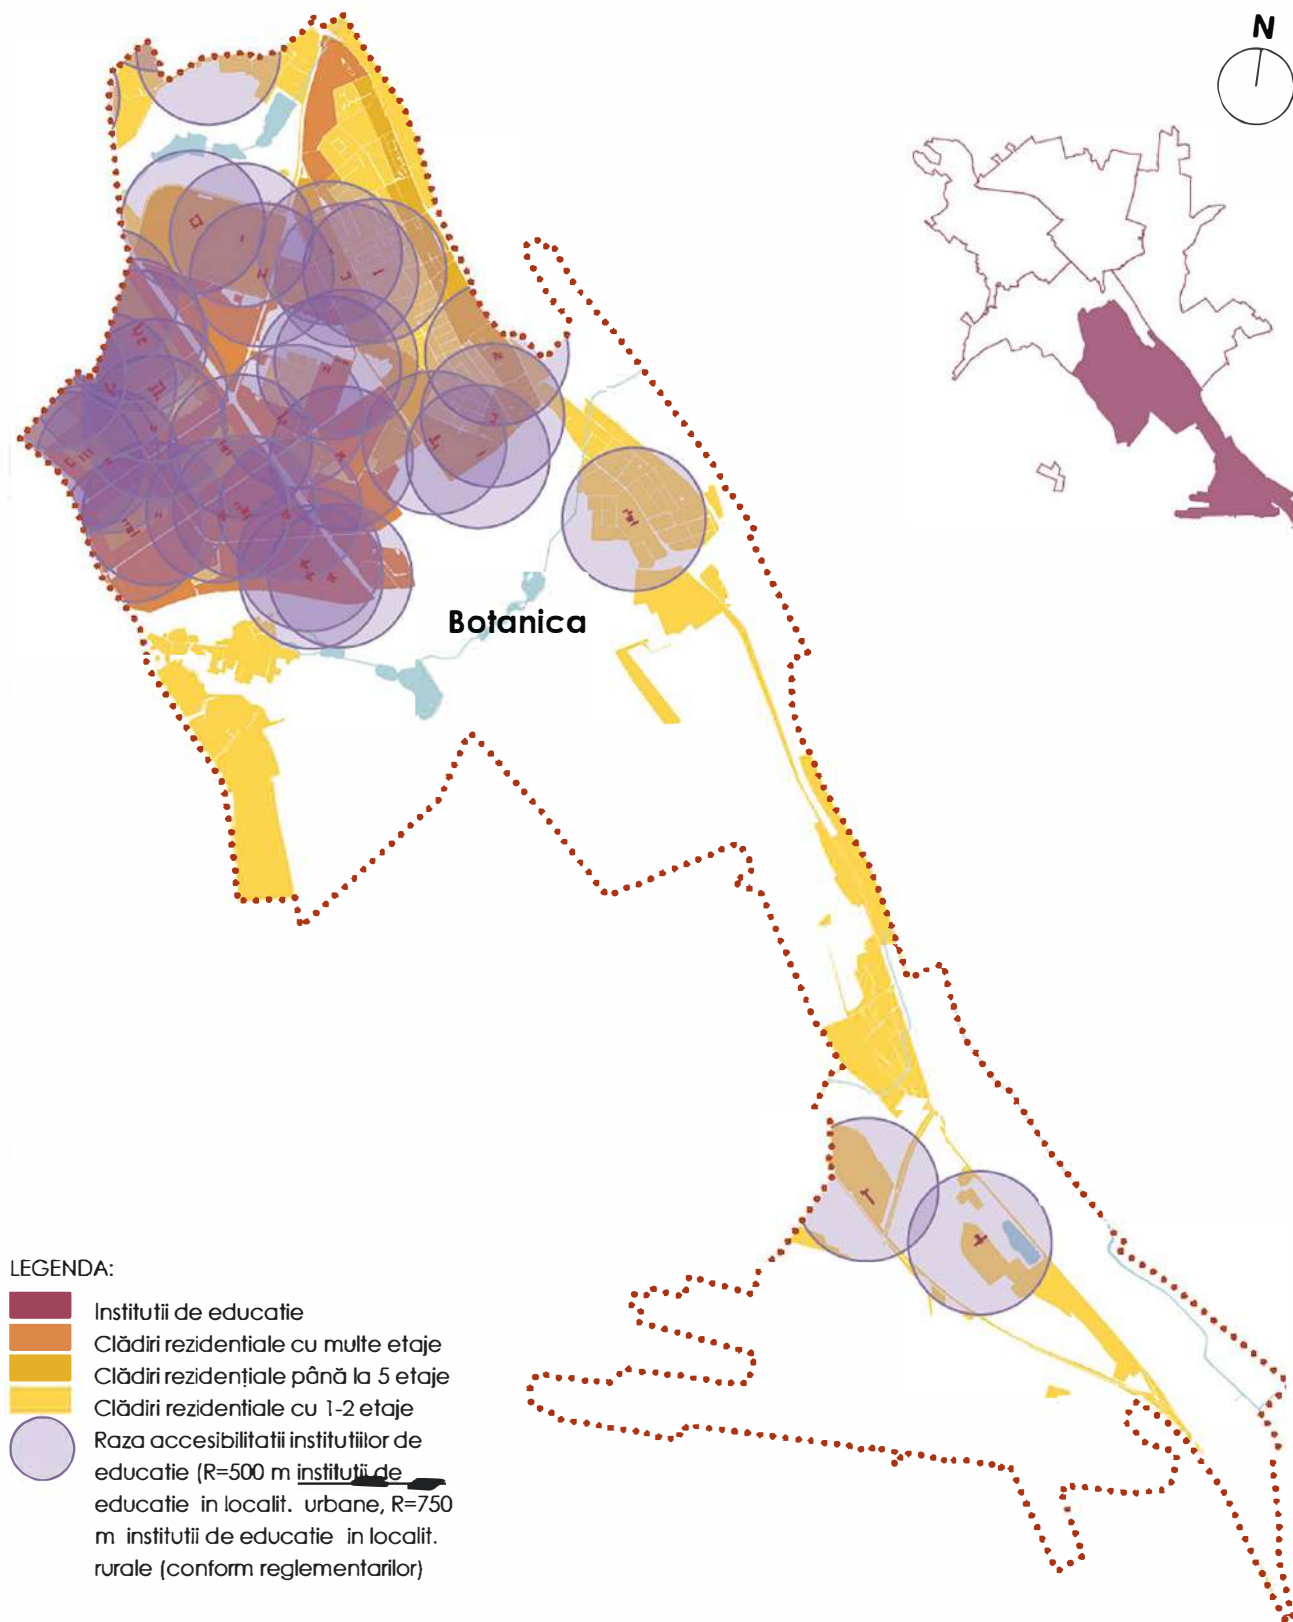 N
Botanica
LEGENDA:
Institutii de educatie
Clădiri rezidentiale cu multe etaje
Clădiri rezidențiale până la 5 etaje
Clădiri rezidentiale cu 1-2 etaje
Raza accesibilitatii institutiilor de
educatie (R=500 m institutii de
educatie in localit. urbane, R=750
m institutii de educatie in localit.
rurale (conform reglementarilor)